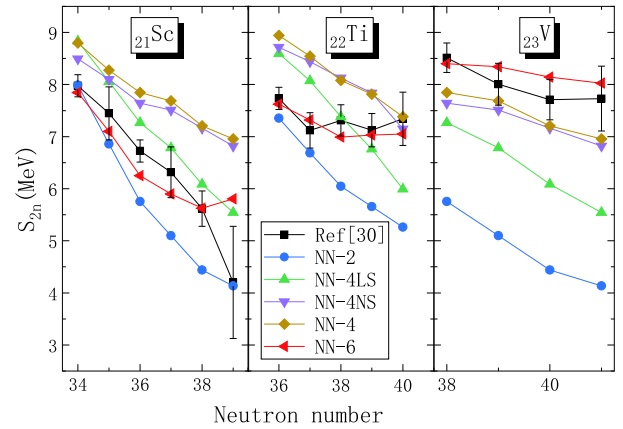 ₂₁Sc
₂₂Ti
₂₃V
9
8
7
6
5
4
3
S₂ₙ(MeV)
Ref[30]
NN-2
NN-4LS
NN-4NS
NN-4
NN-6
34 36 38
36 38 40
38 40
Neutron number